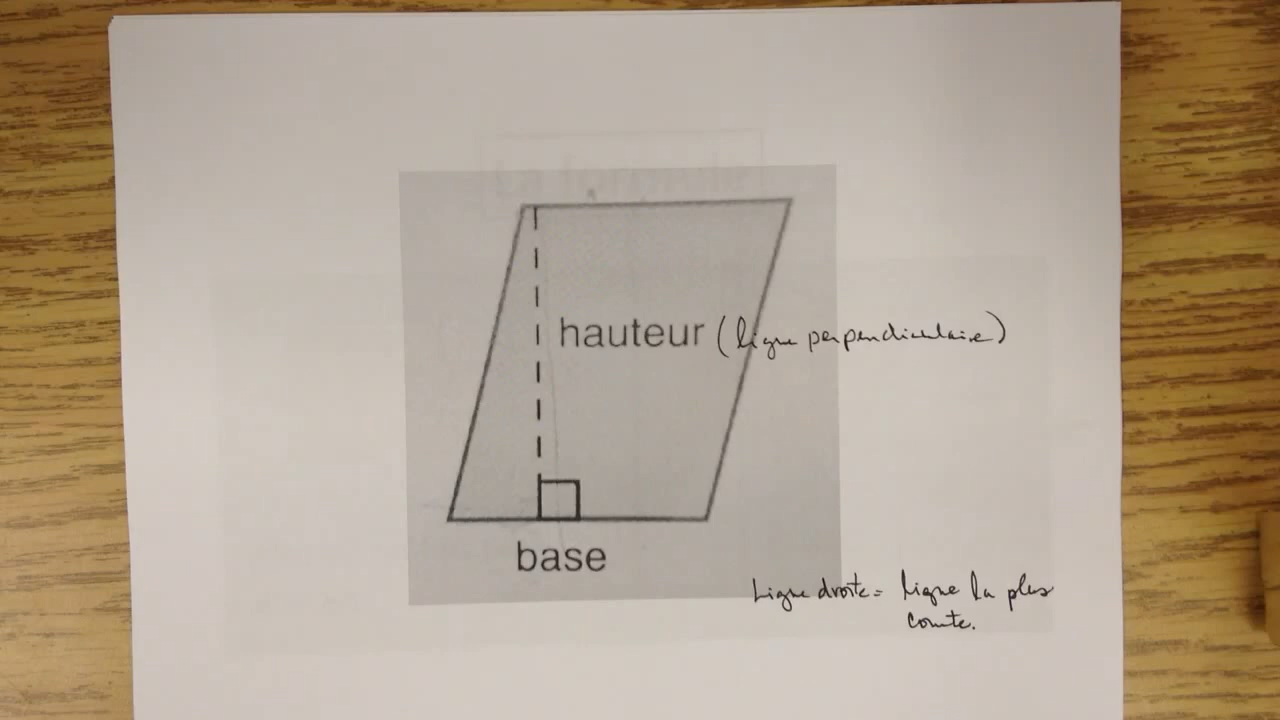 hauteur (ligne perpendiculaire)
base
Ligne droite = ligne la plus
courte.